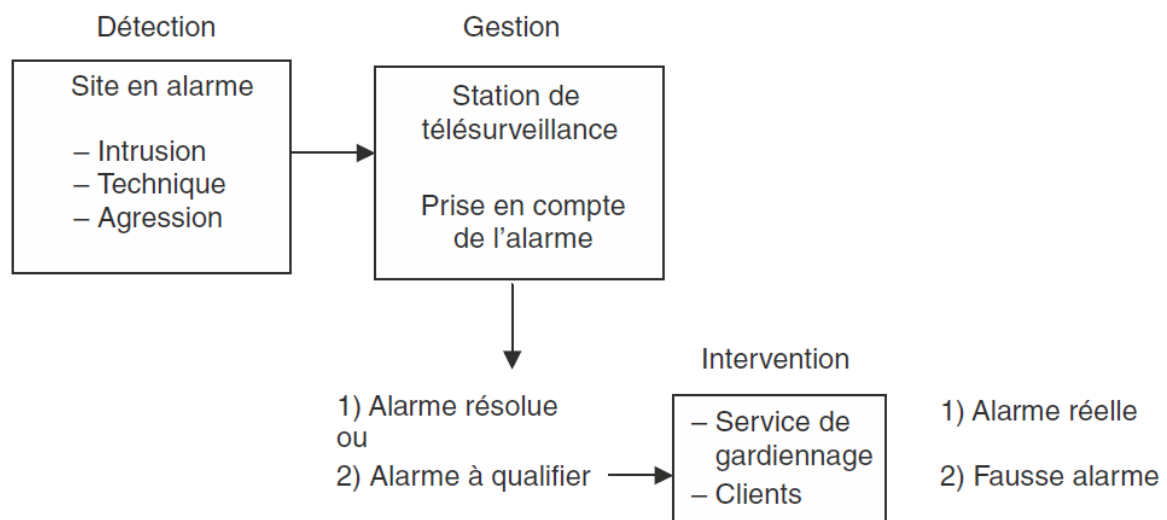 Détection
Site en alarme
– Intrusion
– Technique
– Agression
Gestion
Station de
télésurveillance
Prise en compte
de l’alarme
1) Alarme résolue
ou
2) Alarme à qualifier
Intervention
– Service de
gardiennage
– Clients
1) Alarme réelle
2) Fausse alarme